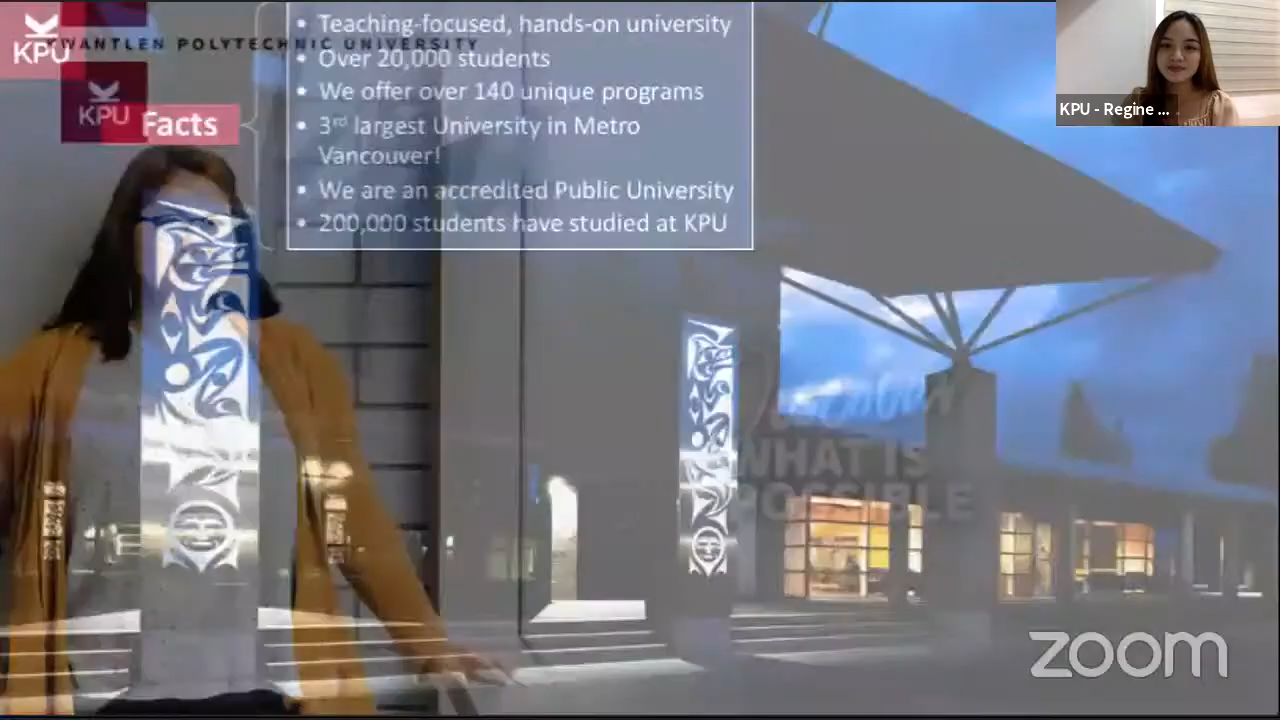 KPU
KWANTLEN POLYTECHNIC UNIVERSITY
KPU
Facts
• Teaching-focused, hands-on university
• Over 20,000 students
• We offer over 140 unique programs
• 3rd largest University in Metro
Vancouver!
• We are an accredited Public University
• 200,000 students have studied at KPU
KPU - Regine ...
WHAT IS
POSSIBLE
zoom